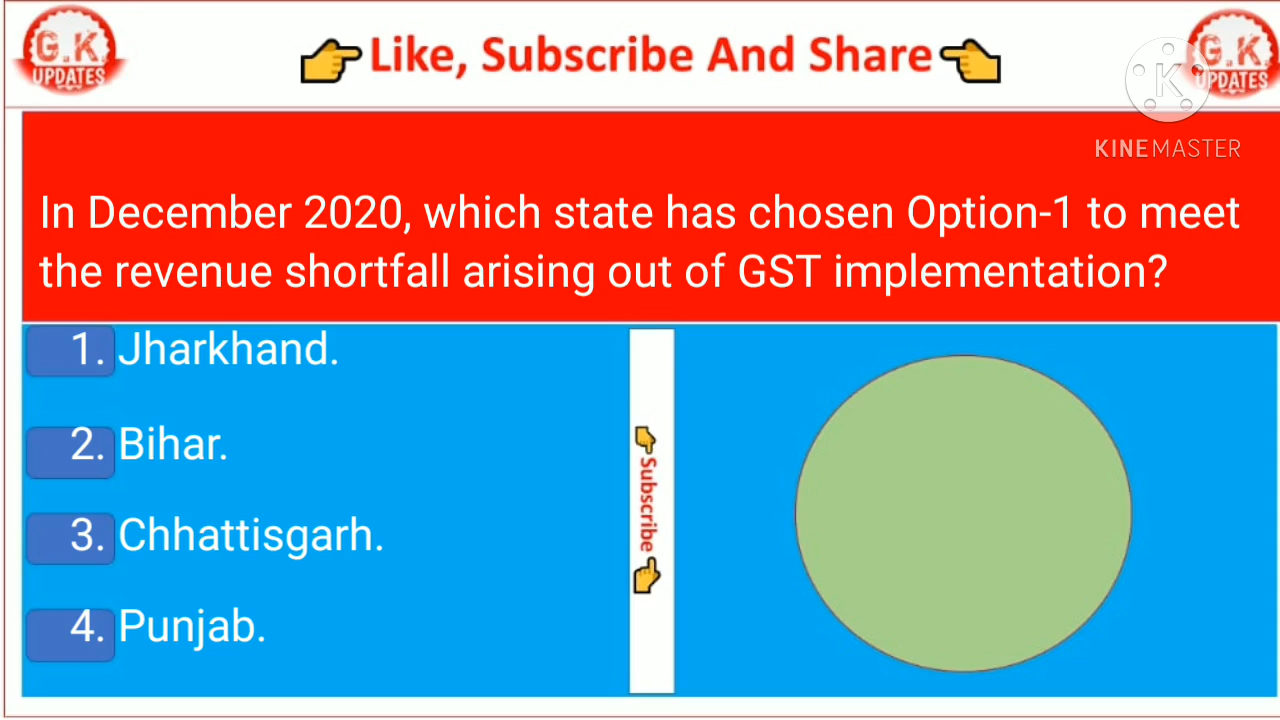 G.K.
UPDATES
👉Like, Subscribe And Share👈
G.K.
UPDATES
K
KINEMASTER
In December 2020, which state has chosen Option-1 to meet
the revenue shortfall arising out of GST implementation?
1. Jharkhand.
2. Bihar.
3. Chhattisgarh.
4. Punjab.
👉Subscribe👈